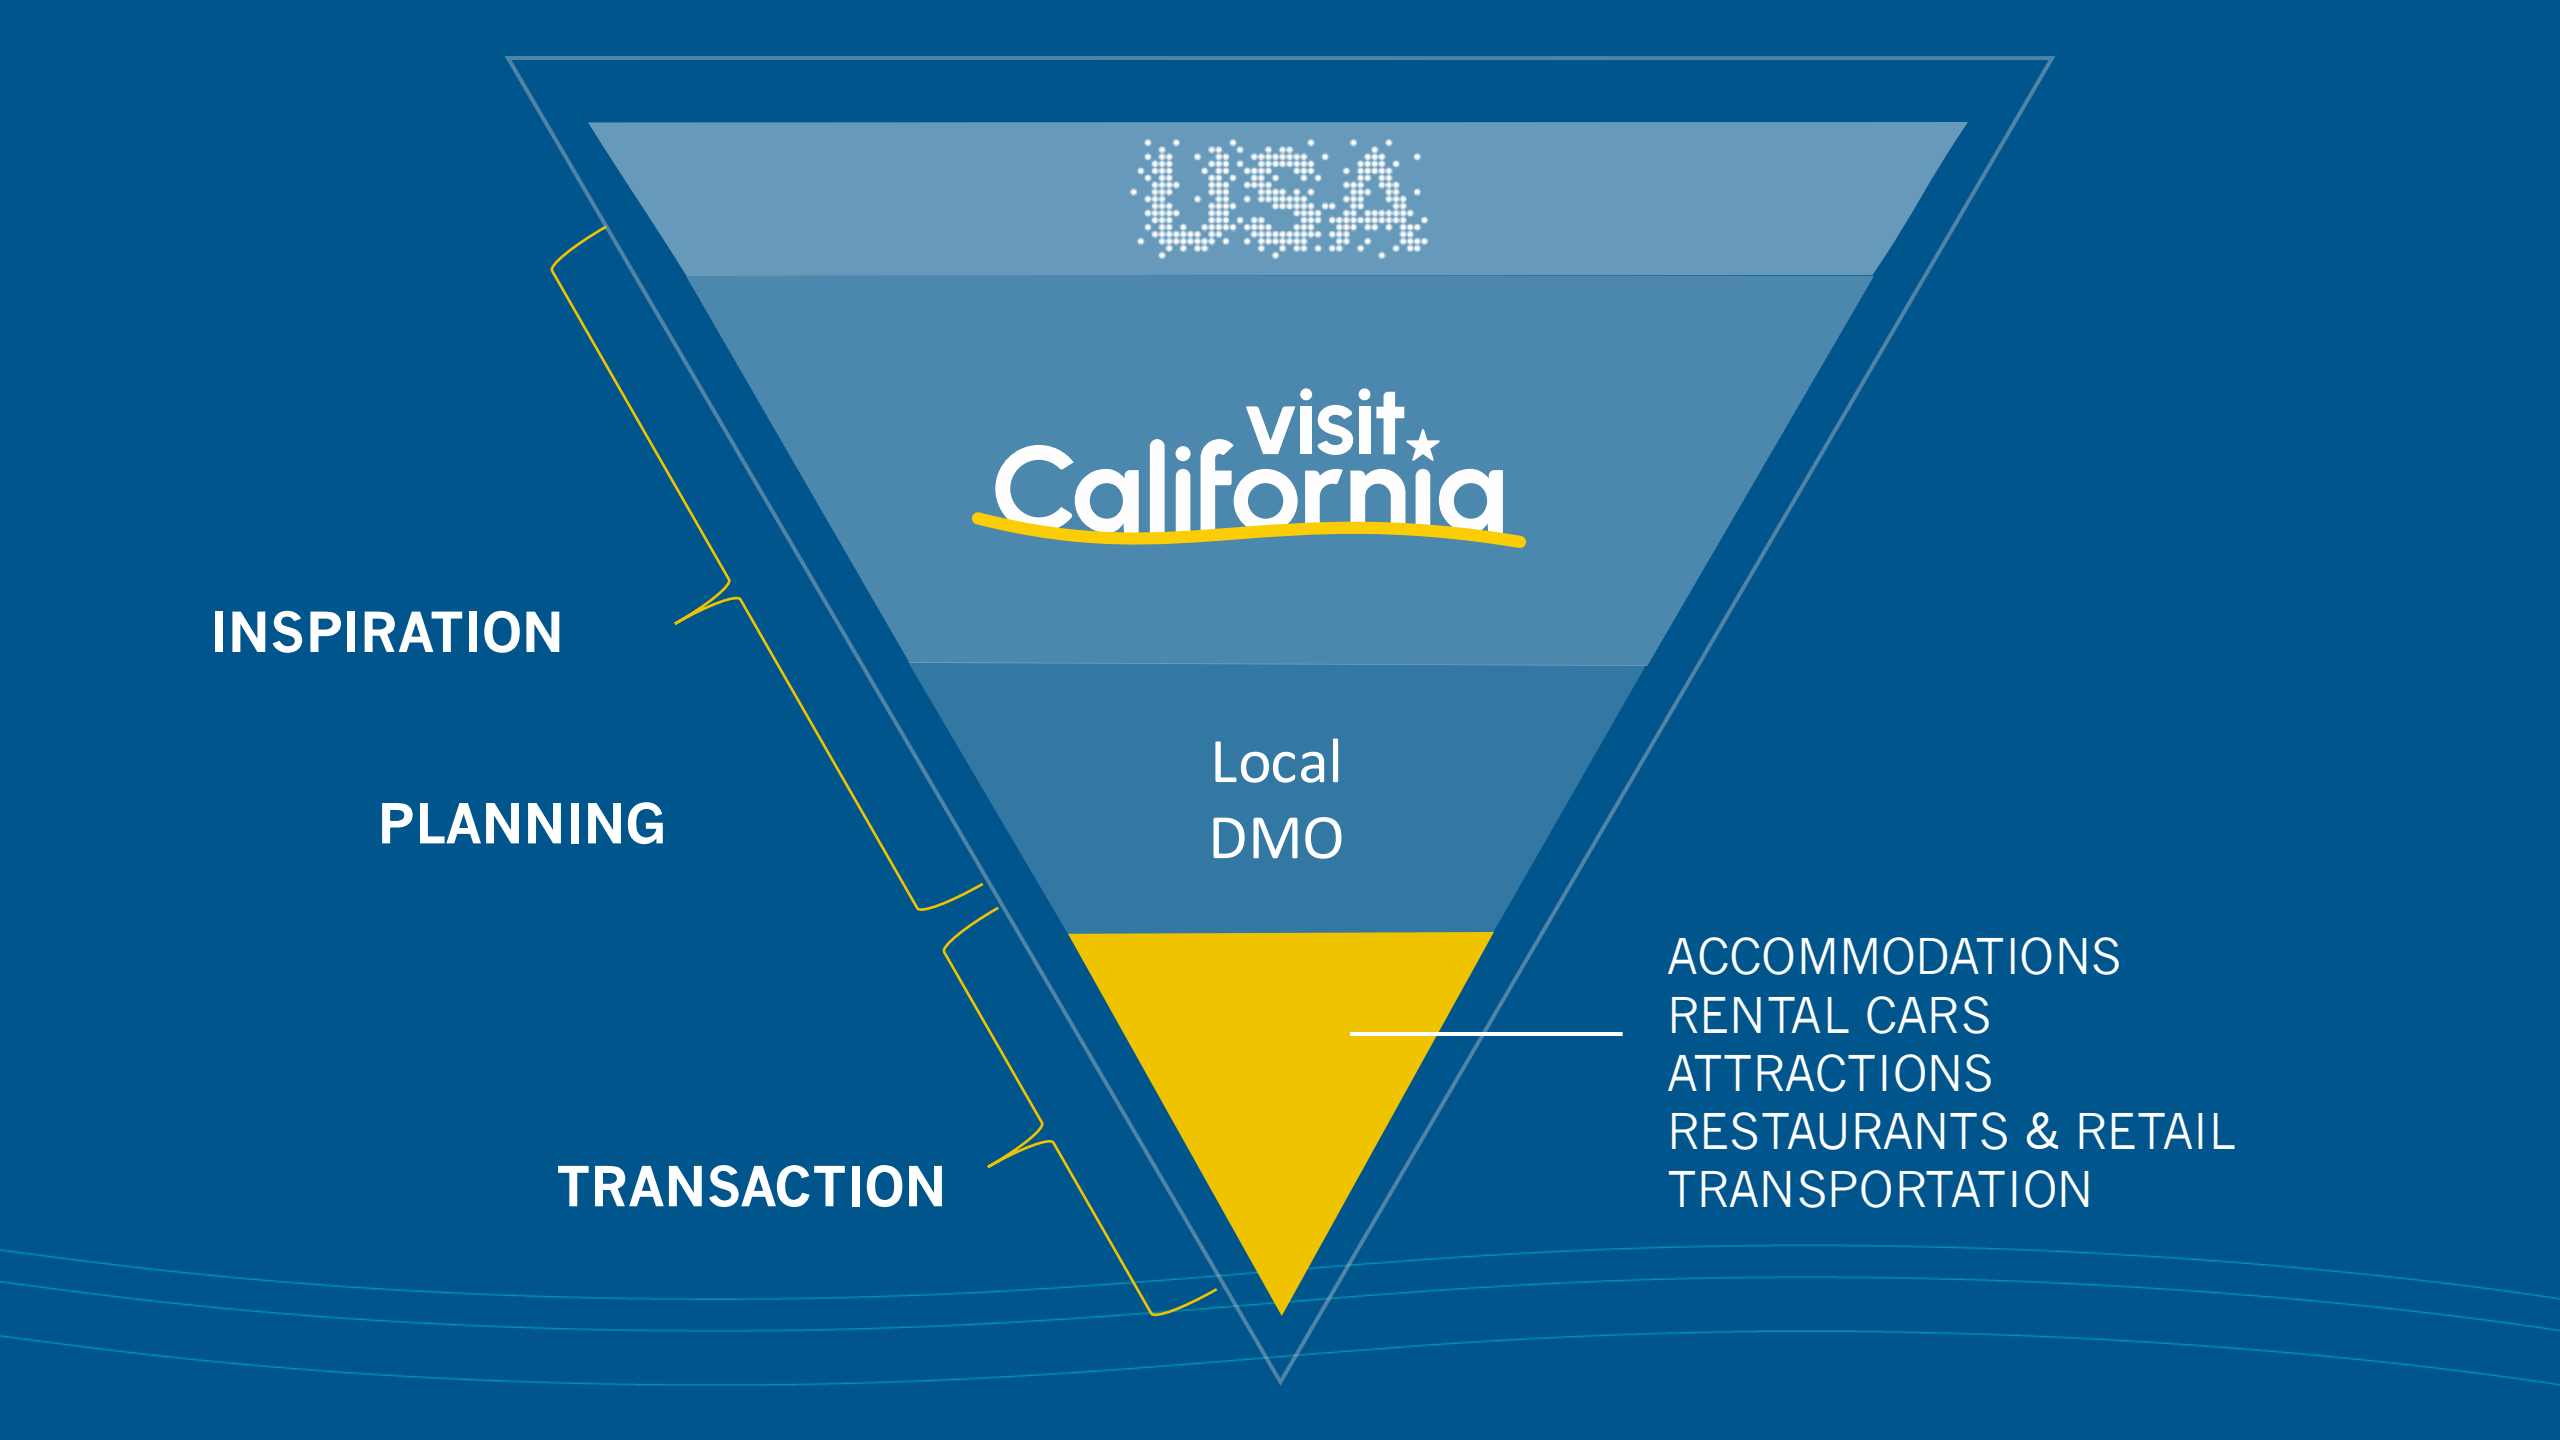 USA
visit
California
INSPIRATION
Local
PLANNING
DMO
ACCOMMODATIONS
RENTAL CARS
ATTRACTIONS
RESTAURANTS & RETAIL
TRANSACTION
TRANSPORTATION